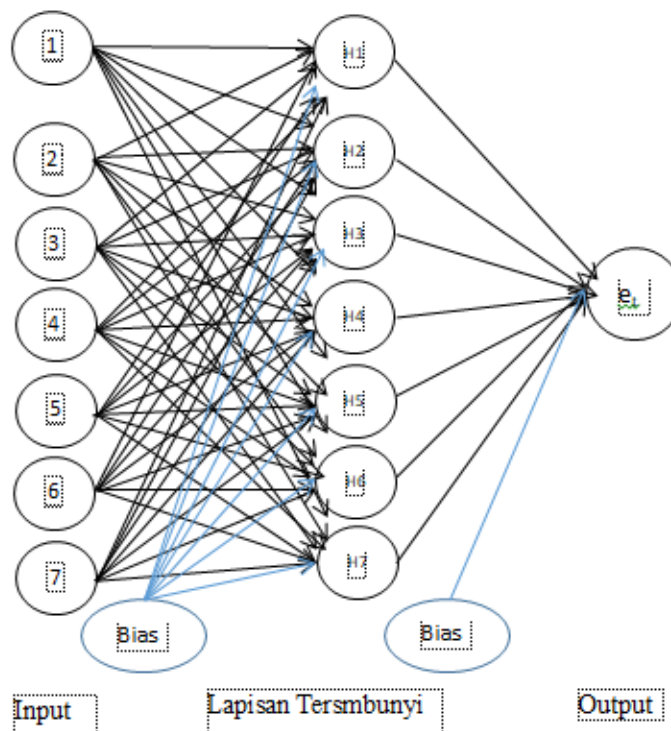 1
H1
2
H2
3
H3
4
H4
5
H5
6
H6
7
H7
et
Bias
Bias
Input
Lapisan Tersmbunyi
Output